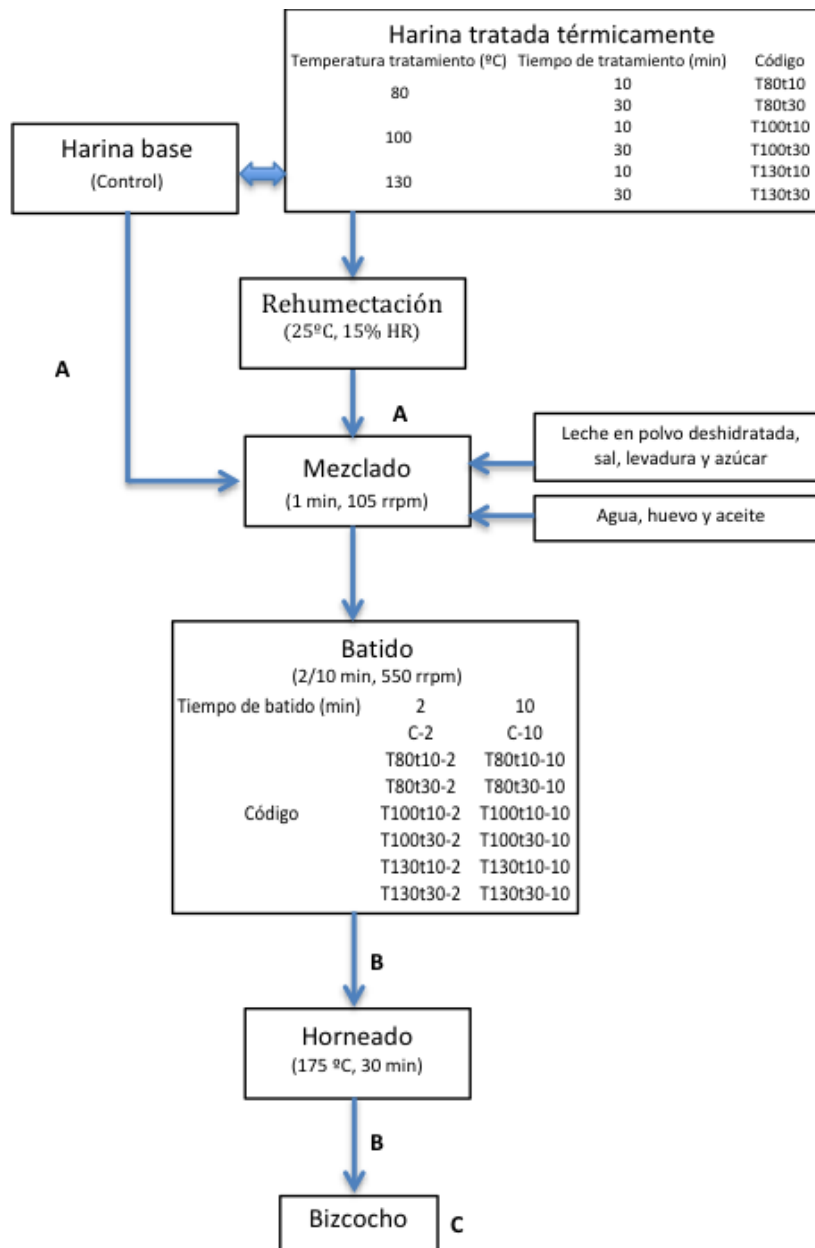 Harina tratada térmicamente
Temperatura tratamiento (ºC) Tiempo de tratamiento (min) Código
80 10 T80t10
30 T80t30
100 10 T100t10
30 T100t30
130 10 T130t10
30 T130t30
Harina base
(Control)
Rehumectación
(25ºC, 15% HR)
A
A
Mezclado
(1 min, 105 rrpm)
Leche en polvo deshidratada,
sal, levadura y azúcar
Agua, huevo y aceite
Batido
(2/10 min, 550 rrpm)
Tiempo de batido (min) 2 10
C-2 C-10
T80t10-2 T80t10-10
T80t30-2 T80t30-10
Código T100t10-2 T100t10-10
T100t30-2 T100t30-10
T130t10-2 T130t10-10
T130t30-2 T130t30-10
B
Horneado
(175 ºC, 30 min)
B
Bizcocho C